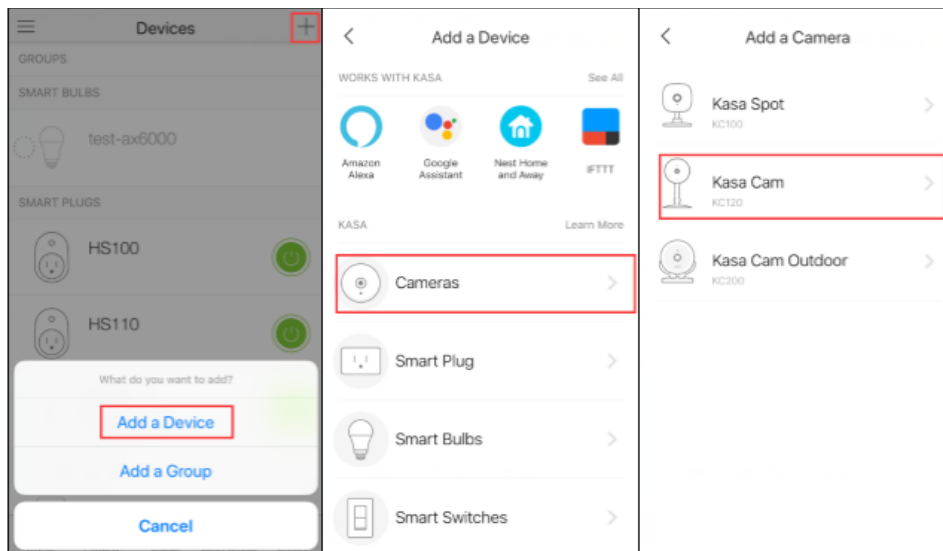 Devices
GROUPS
SMART BULBS
test-ax6000
SMART PLUGS
HS100
HS110
What do you want to add?
Add a Device
Add a Group
Cancel
Add a Device
WORKS WITH KASA
See All
Amazon
Alexa
Google
Assistant
Nest Home
and Away
IFTTT
KASA
Learn More
Cameras
Smart Plug
Smart Bulbs
Smart Switches
Add a Camera
Kasa Spot
KC100
Kasa Cam
KC120
Kasa Cam Outdoor
KC200